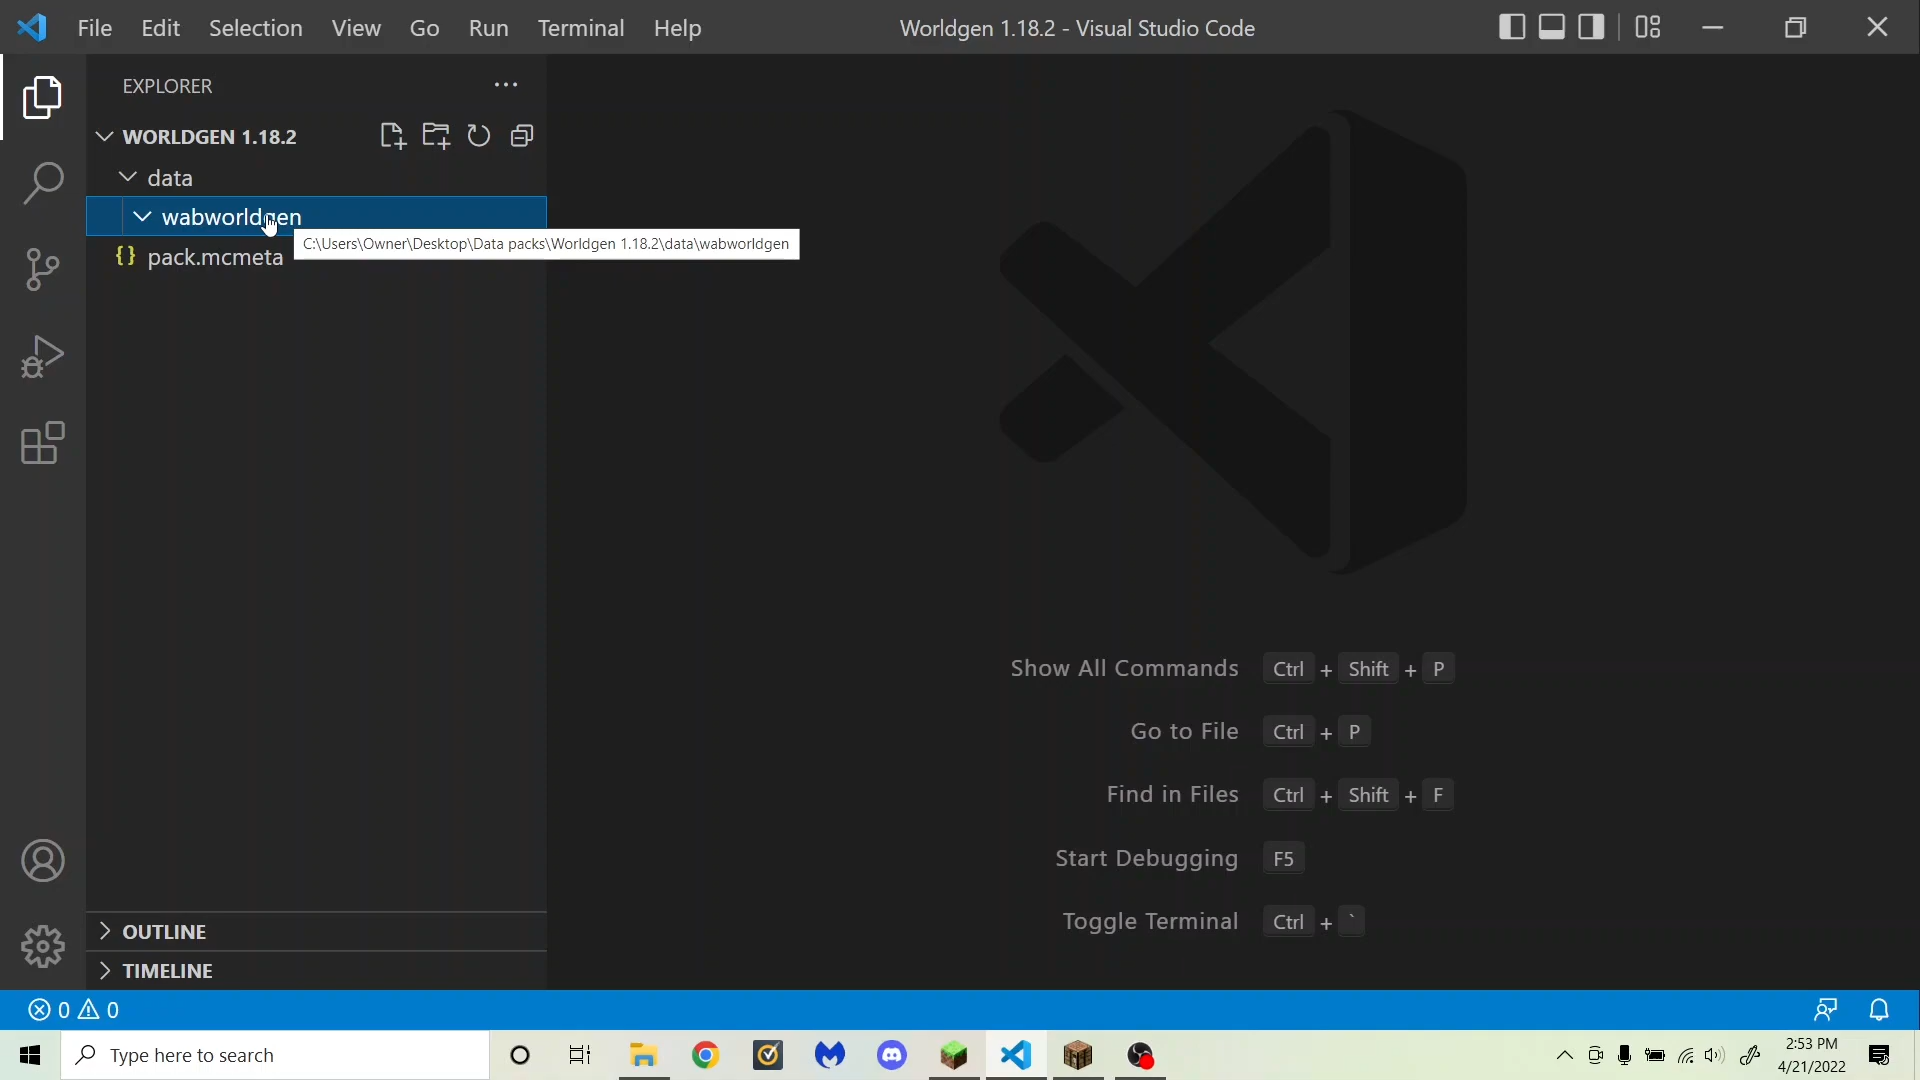 File Edit Selection View Go Run Terminal Help
Worldgen 1.18.2 - Visual Studio Code
EXPLORER
WORLDGEN 1.18.2
data
wabworldgen
C:\Users\Owner\Desktop\Data packs\Worldgen 1.18.2\data\wabworldgen
{} pack.mcmeta
Show All Commands Ctrl + Shift + P
Go to File Ctrl + P
Find in Files Ctrl + Shift + F
Start Debugging F5
Toggle Terminal Ctrl + `
OUTLINE
TIMELINE
0 0
Type here to search
2:53 PM
4/21/2022